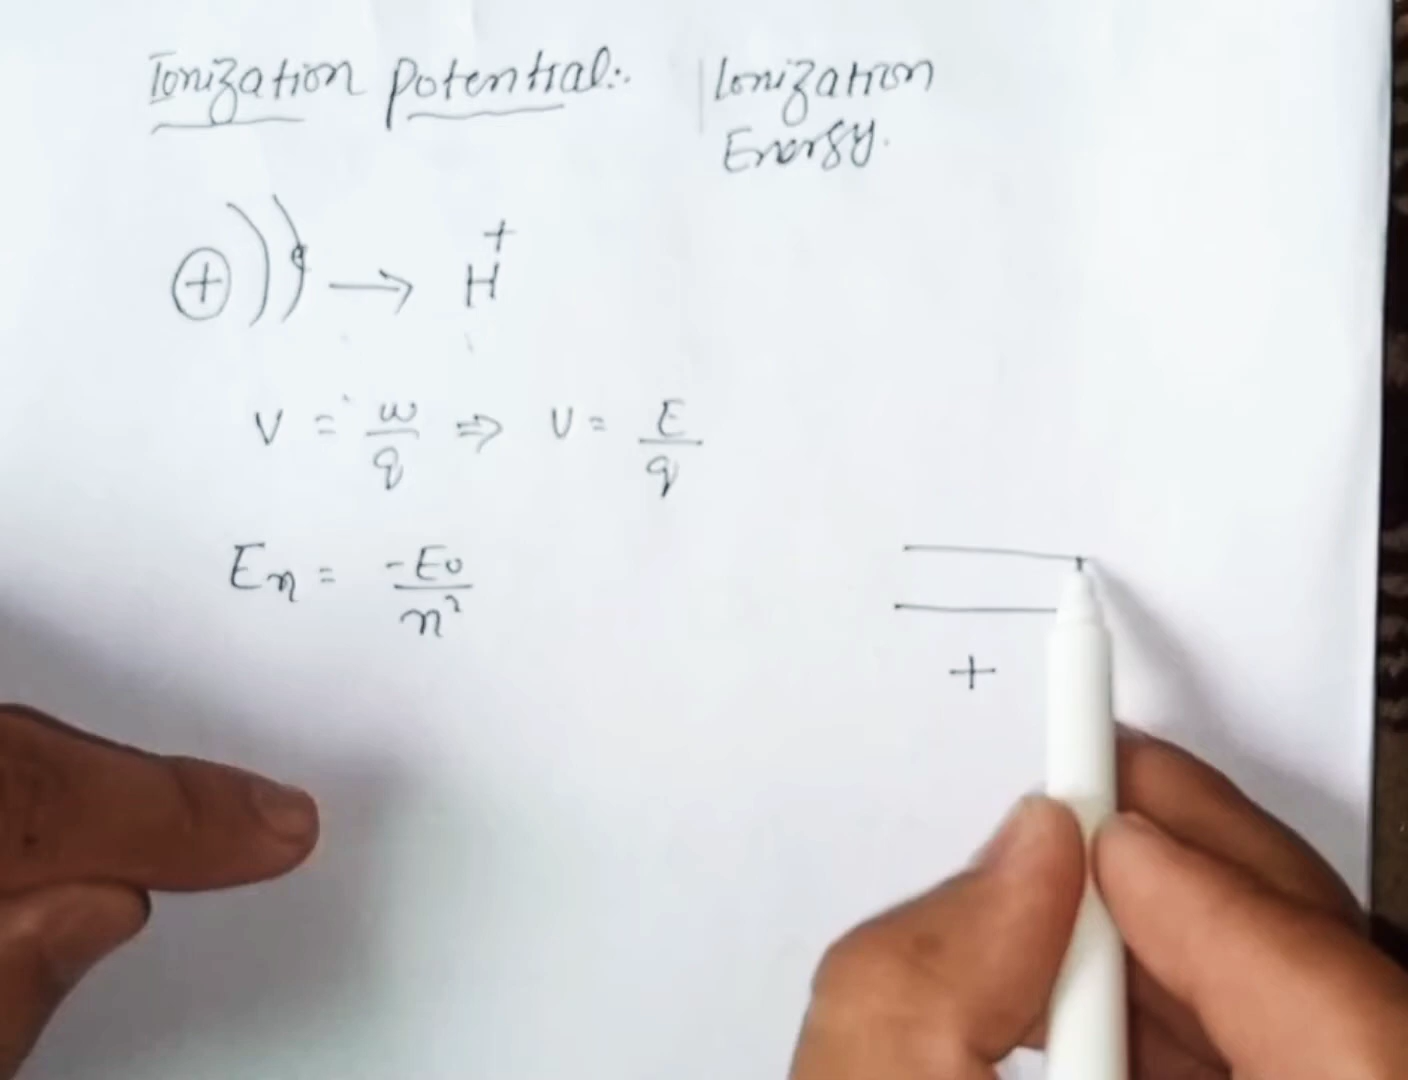 Ionization Potential:.
Ionization
Energy.
+ → H⁺
V = w/q ⇒ V = E/q
En = -E0/n²
+